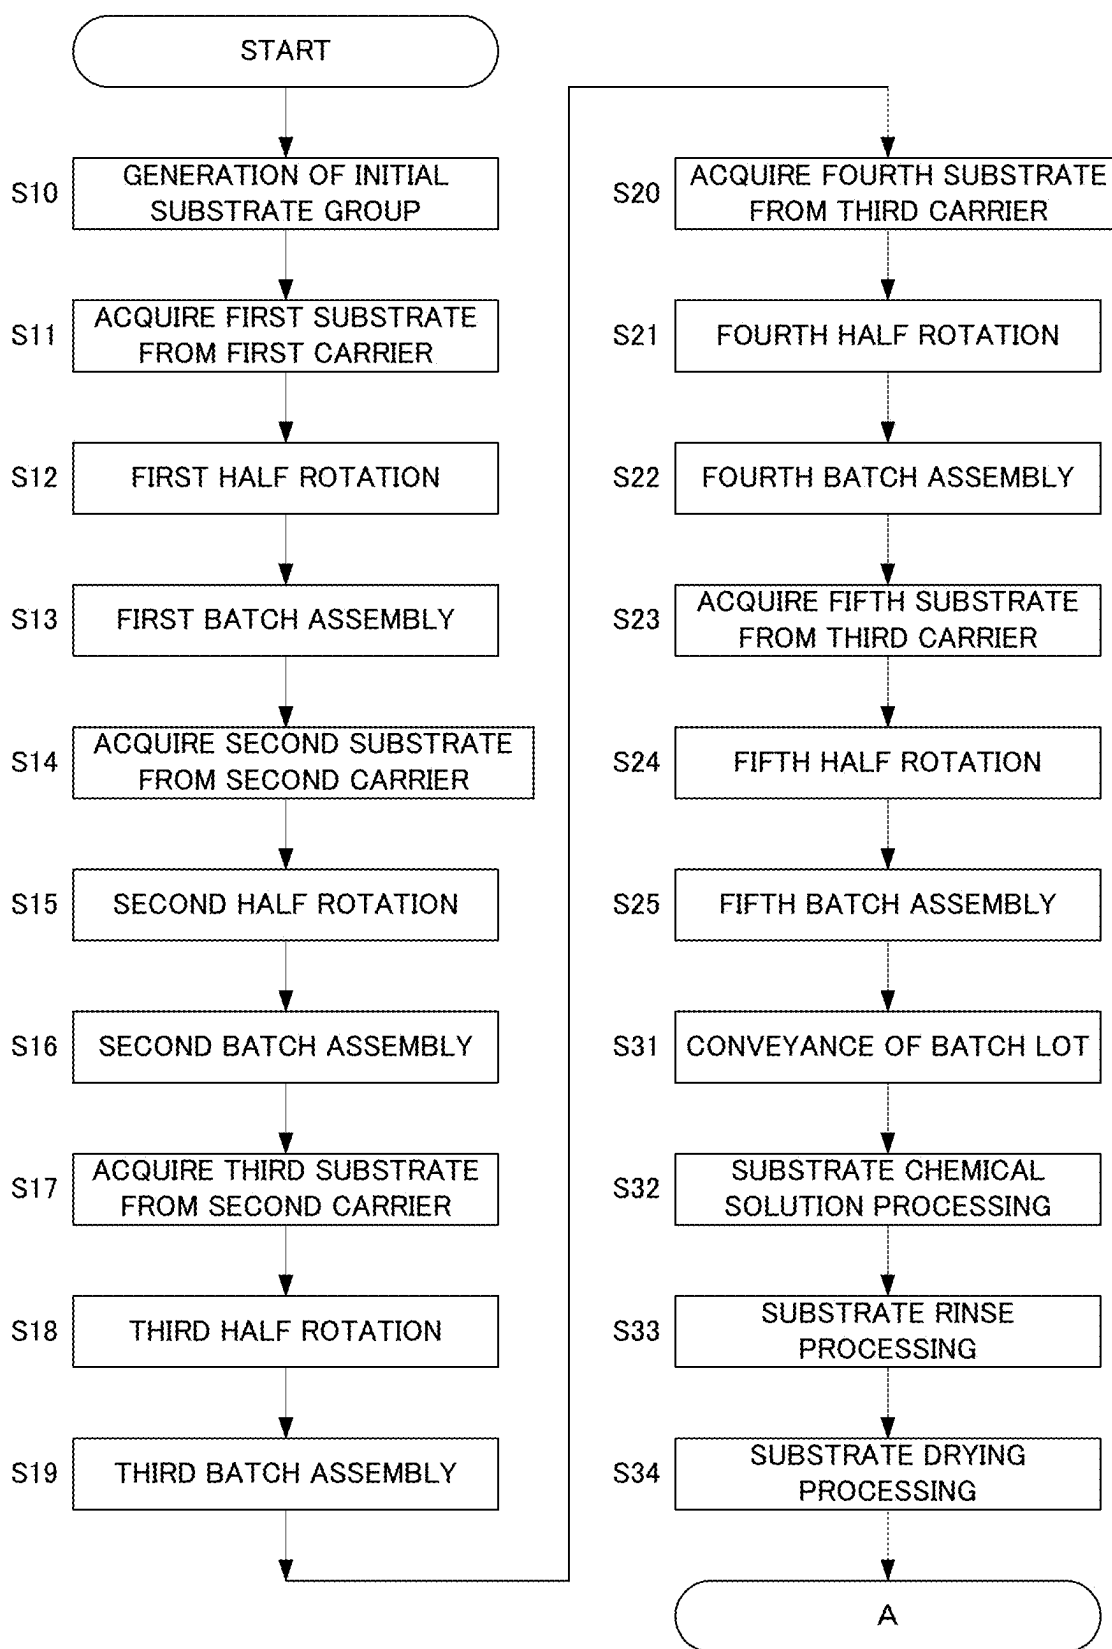 START
S10
GENERATION OF INITIAL
SUBSTRATE GROUP
S11
ACQUIRE FIRST SUBSTRATE
FROM FIRST CARRIER
S12
FIRST HALF ROTATION
S13
FIRST BATCH ASSEMBLY
S14
ACQUIRE SECOND SUBSTRATE
FROM SECOND CARRIER
S15
SECOND HALF ROTATION
S16
SECOND BATCH ASSEMBLY
S17
ACQUIRE THIRD SUBSTRATE
FROM SECOND CARRIER
S18
THIRD HALF ROTATION
S19
THIRD BATCH ASSEMBLY
S20
ACQUIRE FOURTH SUBSTRATE
FROM THIRD CARRIER
S21
FOURTH HALF ROTATION
S22
FOURTH BATCH ASSEMBLY
S23
ACQUIRE FIFTH SUBSTRATE
FROM THIRD CARRIER
S24
FIFTH HALF ROTATION
S25
FIFTH BATCH ASSEMBLY
S31
CONVEYANCE OF BATCH LOT
S32
SUBSTRATE CHEMICAL
SOLUTION PROCESSING
S33
SUBSTRATE RINSE
PROCESSING
S34
SUBSTRATE DRYING
PROCESSING
A